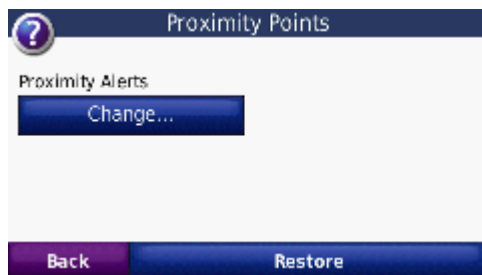 ?
Proximity Points
Proximity Alerts
Change...
Back
Restore